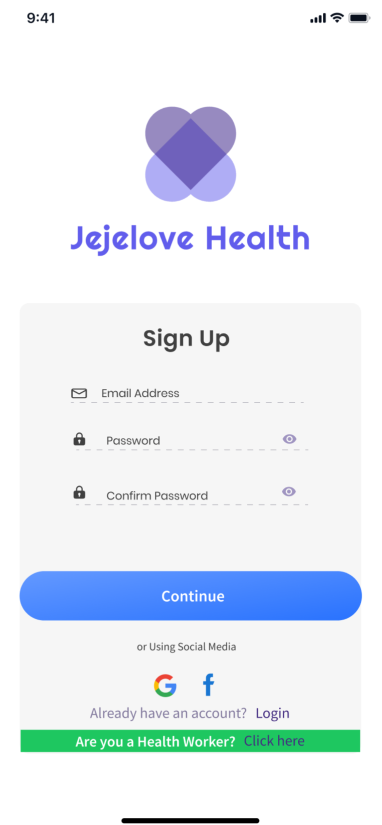 9:41
Jejelove Health
Sign Up
Email Address
Password
Confirm Password
Continue
or Using Social Media
Already have an account? Login
Are you a Health Worker? Click here